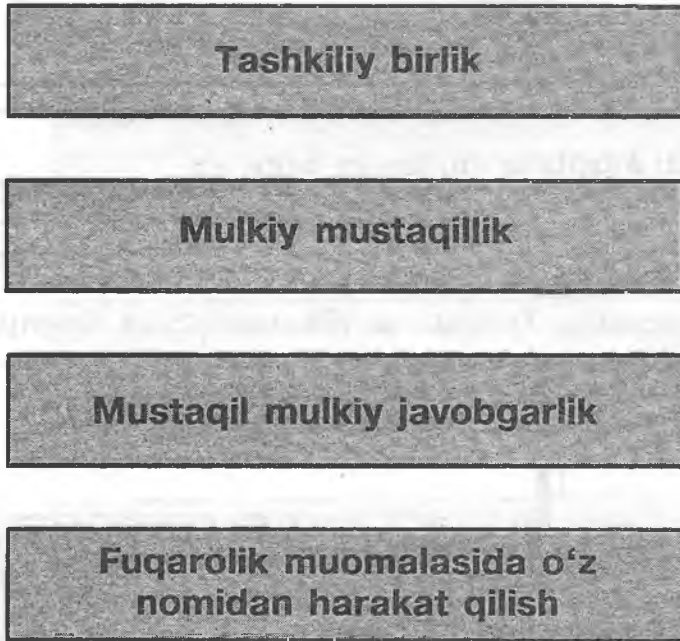 Tashkiliy birlik
Mulkiy mustaqillik
Mustaqil mulkiy javobgarlik
Fuqarolik muomalasida o‘z
nomidan harakat qilish